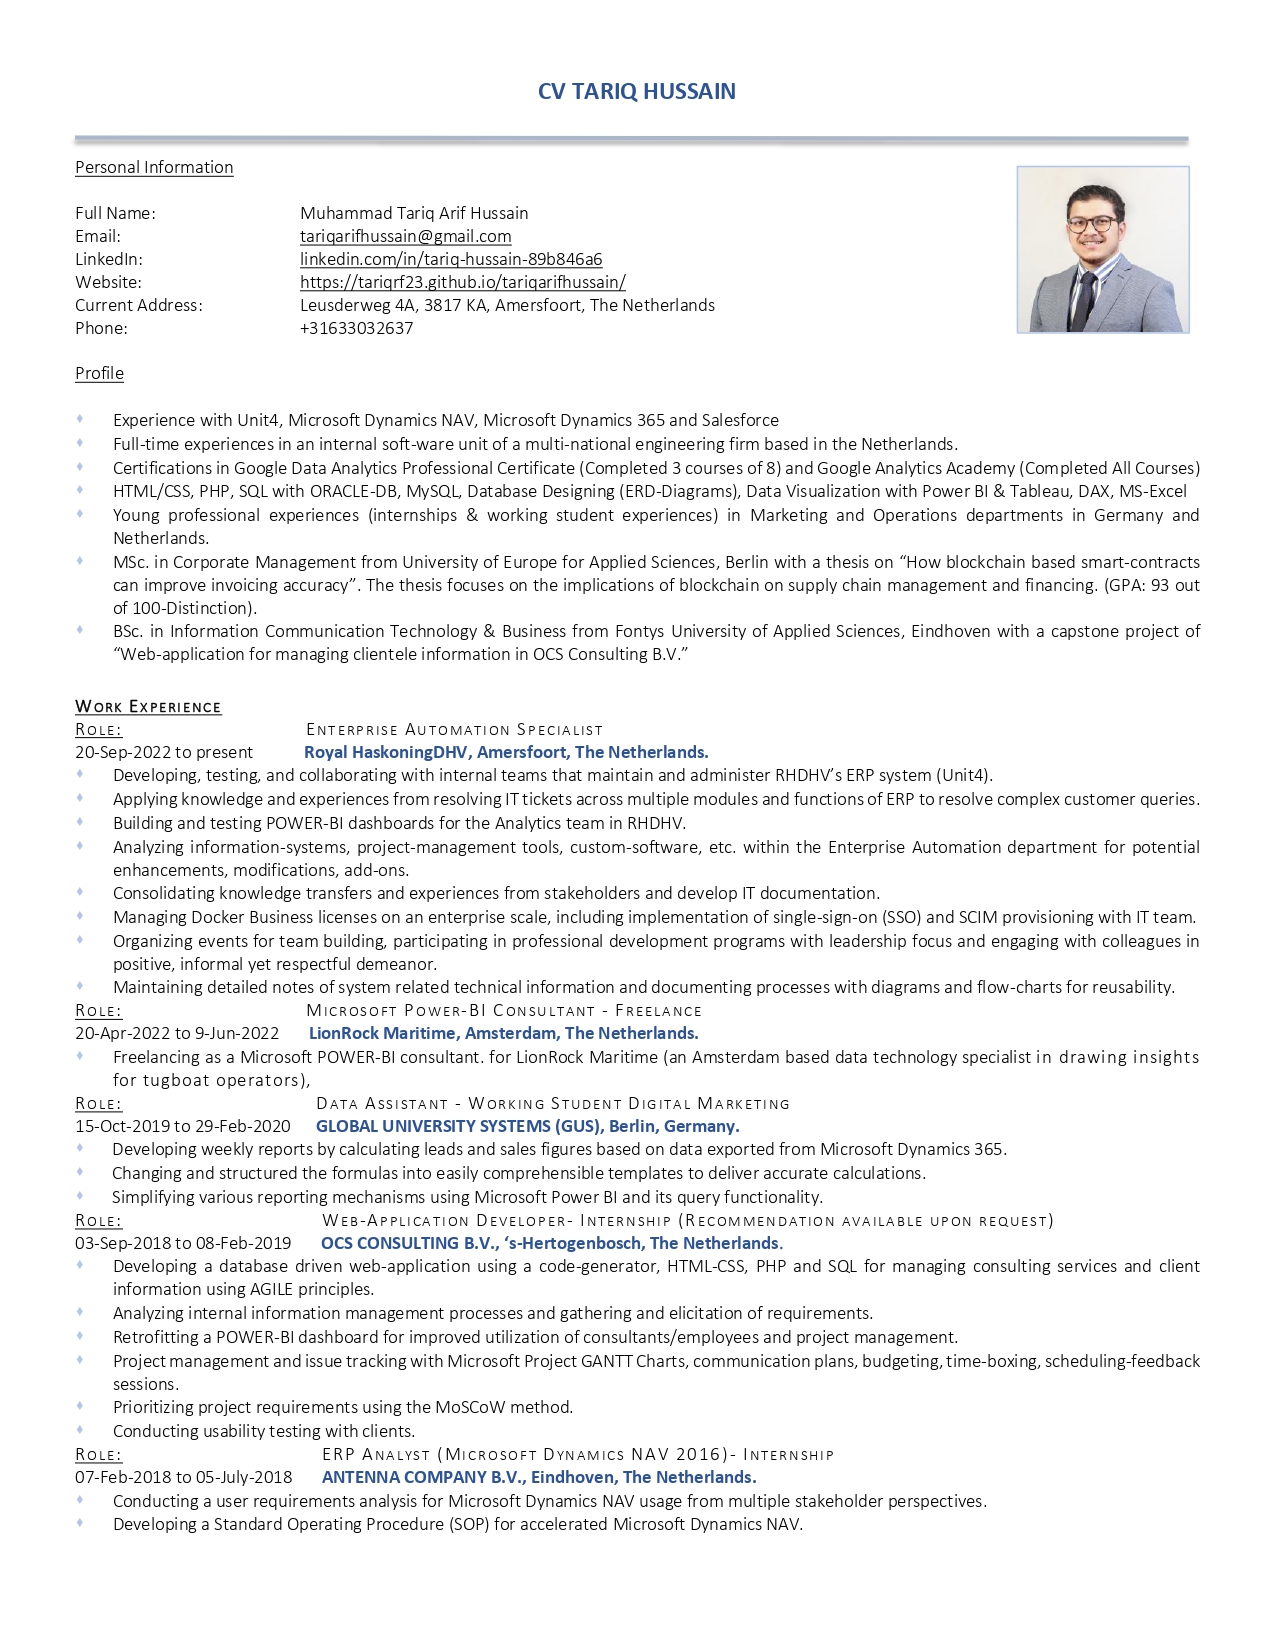 CV TARIQ HUSSAIN
Personal Information
Full Name: Muhammad Tariq Arif Hussain
Email: tariqarifhussain@gmail.com
LinkedIn: linkedin.com/in/tariq-hussain-89b846a6
Website: https://tariqrf23.github.io/tariqarifhussain/
Current Address: Leusderweg 4A, 3817 KA, Amersfoort, The Netherlands
Phone: +31633032637
Profile
Experience with Unit4, Microsoft Dynamics NAV, Microsoft Dynamics 365 and Salesforce
Full-time experiences in an internal soft-ware unit of a multi-national engineering firm based in the Netherlands.
Certifications in Google Data Analytics Professional Certificate (Completed 3 courses of 8) and Google Analytics Academy (Completed All Courses)
HTML/CSS, PHP, SQL with ORACLE-DB, MySQL, Database Designing (ERD-Diagrams), Data Visualization with Power BI & Tableau, DAX, MS-Excel
Young professional experiences (internships & working student experiences) in Marketing and Operations departments in Germany and
Netherlands.
MSc. in Corporate Management from University of Europe for Applied Sciences, Berlin with a thesis on “How blockchain based smart-contracts
can improve invoicing accuracy”. The thesis focuses on the implications of blockchain on supply chain management and financing. (GPA: 93 out
of 100-Distinction).
BSc. in Information Communication Technology & Business from Fontys University of Applied Sciences, Eindhoven with a capstone project of
“Web-application for managing clientele information in OCS Consulting B.V.”
WORK EXPERIENCE
ROLE: ENTERPRISE AUTOMATION SPECIALIST
20-Sep-2022 to present Royal HaskoningDHV, Amersfoort, The Netherlands.
Developing, testing, and collaborating with internal teams that maintain and administer RHDHV’s ERP system (Unit4).
Applying knowledge and experiences from resolving IT tickets across multiple modules and functions of ERP to resolve complex customer queries.
Building and testing POWER-BI dashboards for the Analytics team in RHDHV.
Analyzing information-systems, project-management tools, custom-software, etc. within the Enterprise Automation department for potential
enhancements, modifications, add-ons.
Consolidating knowledge transfers and experiences from stakeholders and develop IT documentation.
Managing Docker Business licenses on an enterprise scale, including implementation of single-sign-on (SSO) and SCIM provisioning with IT team.
Organizing events for team building, participating in professional development programs with leadership focus and engaging with colleagues in
positive, informal yet respectful demeanor.
Maintaining detailed notes of system related technical information and documenting processes with diagrams and flow-charts for reusability.
ROLE: MICROSOFT POWER-BI CONSULTANT - FREELANCE
20-Apr-2022 to 9-Jun-2022 LionRock Maritime, Amsterdam, The Netherlands.
Freelancing as a Microsoft POWER-BI consultant. for LionRock Maritime (an Amsterdam based data technology specialist in drawing insights
for tugboat operators),
ROLE: DATA ASSISTANT - WORKING STUDENT DIGITAL MARKETING
15-Oct-2019 to 29-Feb-2020 GLOBAL UNIVERSITY SYSTEMS (GUS), Berlin, Germany.
Developing weekly reports by calculating leads and sales figures based on data exported from Microsoft Dynamics 365.
Changing and structured the formulas into easily comprehensible templates to deliver accurate calculations.
Simplifying various reporting mechanisms using Microsoft Power BI and its query functionality.
ROLE: WEB-APPLICATION DEVELOPER- INTERNSHIP (RECOMMENDATION AVAILABLE UPON REQUEST)
03-Sep-2018 to 08-Feb-2019 OCS CONSULTING B.V., ‘s-Hertogenbosch, The Netherlands.
Developing a database driven web-application using a code-generator, HTML-CSS, PHP and SQL for managing consulting services and client
information using AGILE principles.
Analyzing internal information management processes and gathering and elicitation of requirements.
Retrofitting a POWER-BI dashboard for improved utilization of consultants/employees and project management.
Project management and issue tracking with Microsoft Project GANTT Charts, communication plans, budgeting, time-boxing, scheduling-feedback
sessions.
Prioritizing project requirements using the MoSCoW method.
Conducting usability testing with clients.
ROLE: ERP ANALYST (MICROSOFT DYNAMICS NAV 2016)- INTERNSHIP
07-Feb-2018 to 05-July-2018 ANTENNA COMPANY B.V., Eindhoven, The Netherlands.
Conducting a user requirements analysis for Microsoft Dynamics NAV usage from multiple stakeholder perspectives.
Developing a Standard Operating Procedure (SOP) for accelerated Microsoft Dynamics NAV.